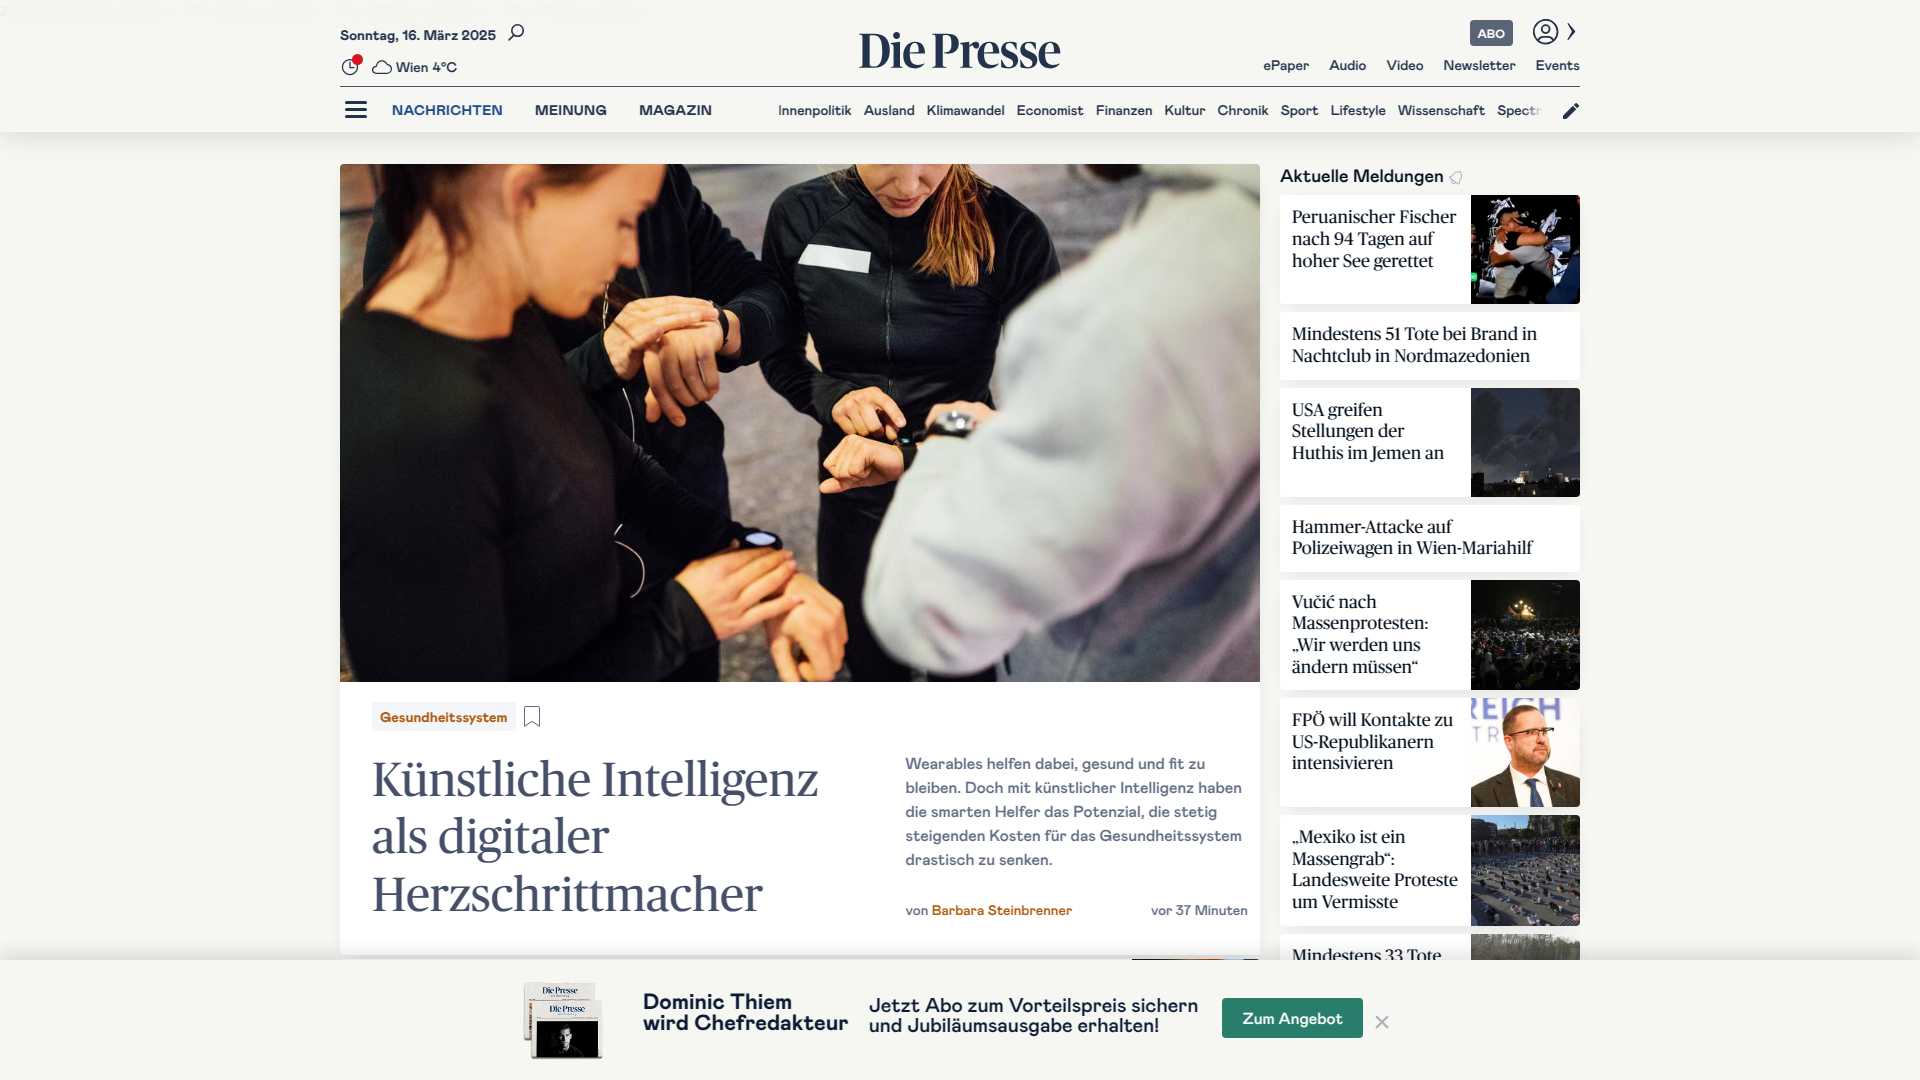 Sonntag, 16. März 2025
Wien 4°C
Die Presse
ABO
ePaper Audio Video Newsletter Events
NACHRICHTEN MEINUNG MAGAZIN
Innenpolitik Ausland Klimawandel Economist Finanzen Kultur Chronik Sport Lifestyle Wissenschaft Spectr
Gesundheitssystem
Künstliche Intelligenz
als digitaler
Herzschrittmacher
Wearables helfen dabei, gesund und fit zu
bleiben. Doch mit künstlicher Intelligenz haben
die smarten Helfer das Potenzial, die stetig
steigenden Kosten für das Gesundheitssystem
drastisch zu senken.
von Barbara Steinbrenner
vor 37 Minuten
Aktuelle Meldungen
Peruanischer Fischer
nach 94 Tagen auf
hoher See gerettet
Mindestens 51 Tote bei Brand in
Nachtclub in Nordmazedonien
USA greifen
Stellungen der
Huthis im Jemen an
Hammer-Attacke auf
Polizeiwagen in Wien-Mariahilf
Vučić nach
Massenprotesten:
„Wir werden uns
ändern müssen“
FPÖ will Kontakte zu
US-Republikanern
intensivieren
REICH
TR
„Mexiko ist ein
Massengrab“:
Landesweite Proteste
um Vermisste
Mindestens 33 Tote
Die Presse
Die Presse
Dominic Thiem
wird Chefredakteur
Jetzt Abo zum Vorteilspreis sichern
und Jubiläumsausgabe erhalten!
Zum Angebot